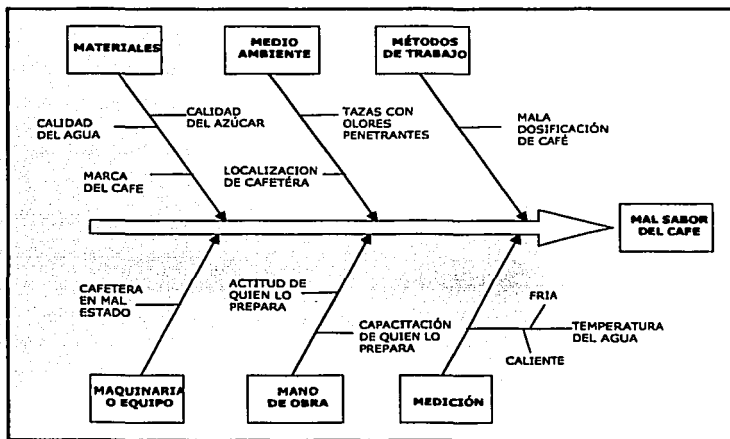 MATERIALES
MEDIO
AMBIENTE
MÉTODOS
DE TRABAJO
CALIDAD
DEL AZÚCAR
CALIDAD
DEL AGUA
MARCA
DEL CAFE
TAZAS CON
OLORES
PENETRANTES
LOCALIZACION
DE CAFETÉRA
MALA
DOSIFICACIÓN
DE CAFÉ
MAL SABOR
DEL CAFE
CAFETERA
EN MAL
ESTADO
ACTITUD DE
QUIEN LO
PREPARA
CAPACITACIÓN
DE QUIEN LO
PREPARA
FRIA
TEMPERATURA
DEL AGUA
CALIENTE
MAQUINARIA
O EQUIPO
MANO
DE OBRA
MEDICIÓN